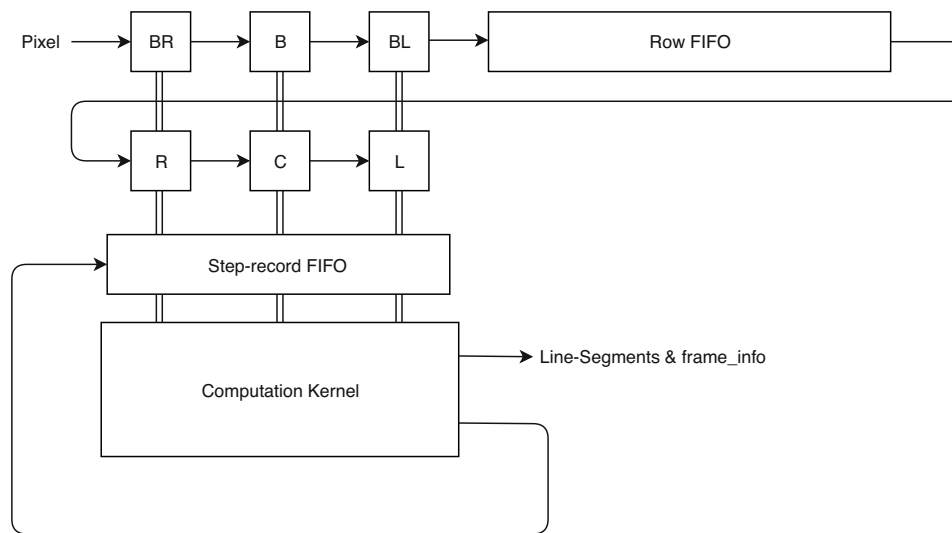 Pixel
BR
B
BL
Row FIFO
R
C
L
Step-record FIFO
Computation Kernel
Line-Segments & frame_info